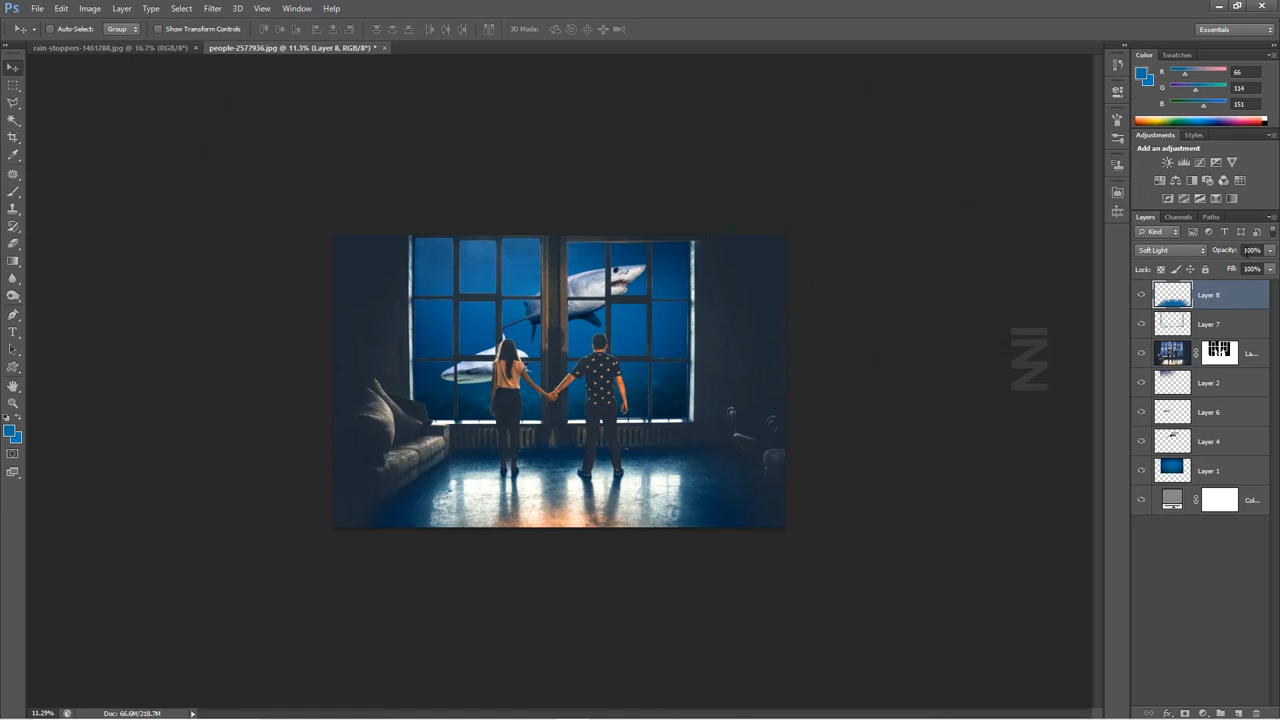 Ps File Edit Image Layer Type Select Filter 3D View Window Help
Auto-Select: Group Show Transform Controls 3D Mode: Essentials
rain-stoppers-1461288.jpg @ 16.7% (RGB/8*) × people-2577936.jpg @ 11.3% (Layer 8, RGB/8*) * ×
Color Swatches
R 66
G 114
B 151
Adjustments Styles
Add an adjustment
Layers Channels Paths
Kind
Soft Light Opacity: 100%
Lock: Fill: 100%
Layer 8
Layer 7
La...
Layer 2
Layer 6
Layer 4
Layer 1
Col...
INNI
11.29% Doc: 66.6M/218.7M